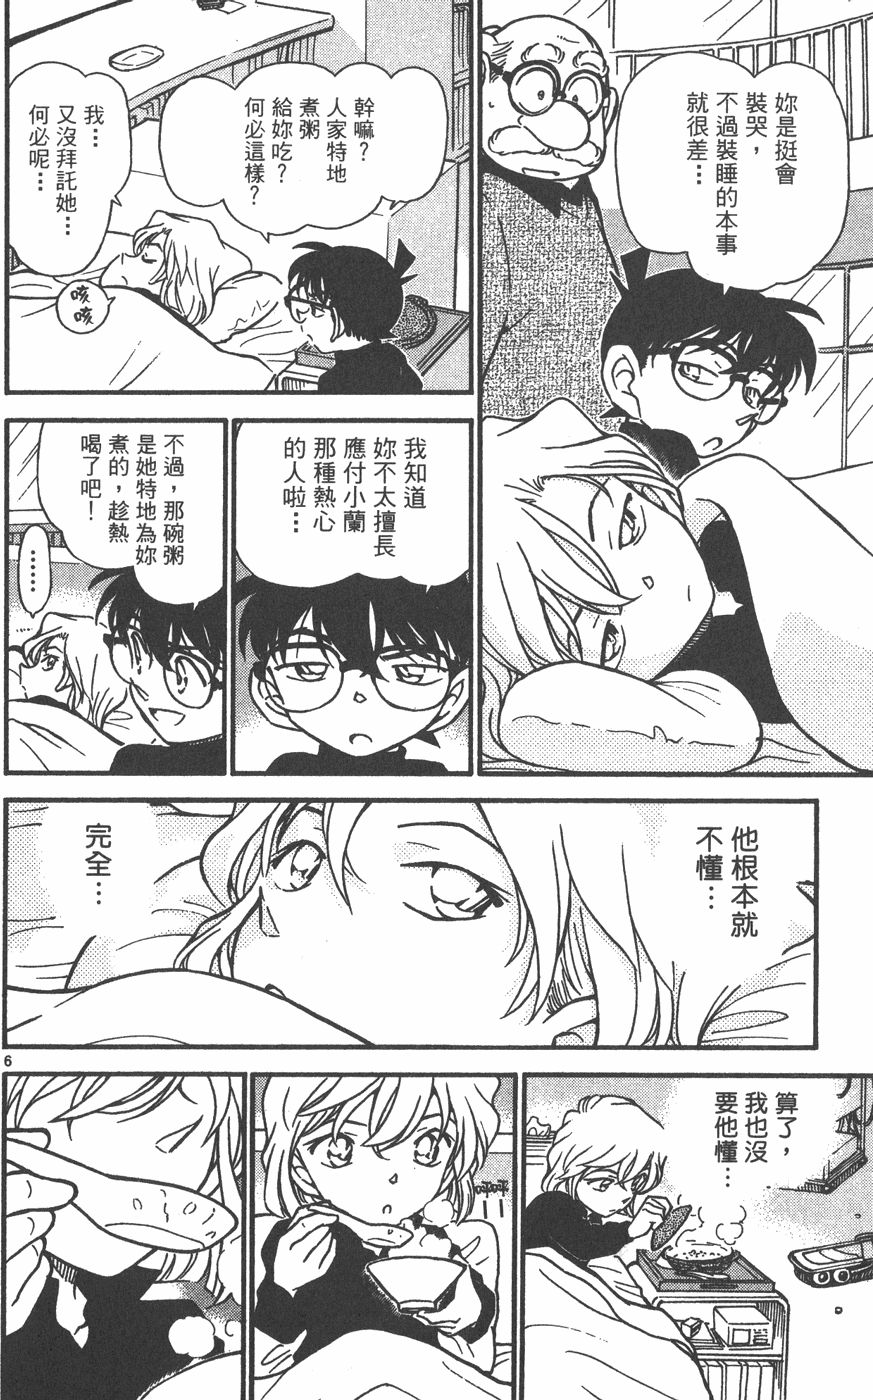 妳是挺會
裝哭，
不過裝睡的本事
就很差…
幹嘛？
人家特地
煮粥
給妳吃？
何必這樣？
我…
又沒拜託她…
何必呢…
咳
咳
我知道
妳不太擅長
應付小蘭
那種熱心
的人啦…
不過，那碗粥
是她特地為妳
煮的，趁熱
喝了吧！
……
他根本就
不懂…
完全…
6
算了，
我也沒
要他懂…
呼呼